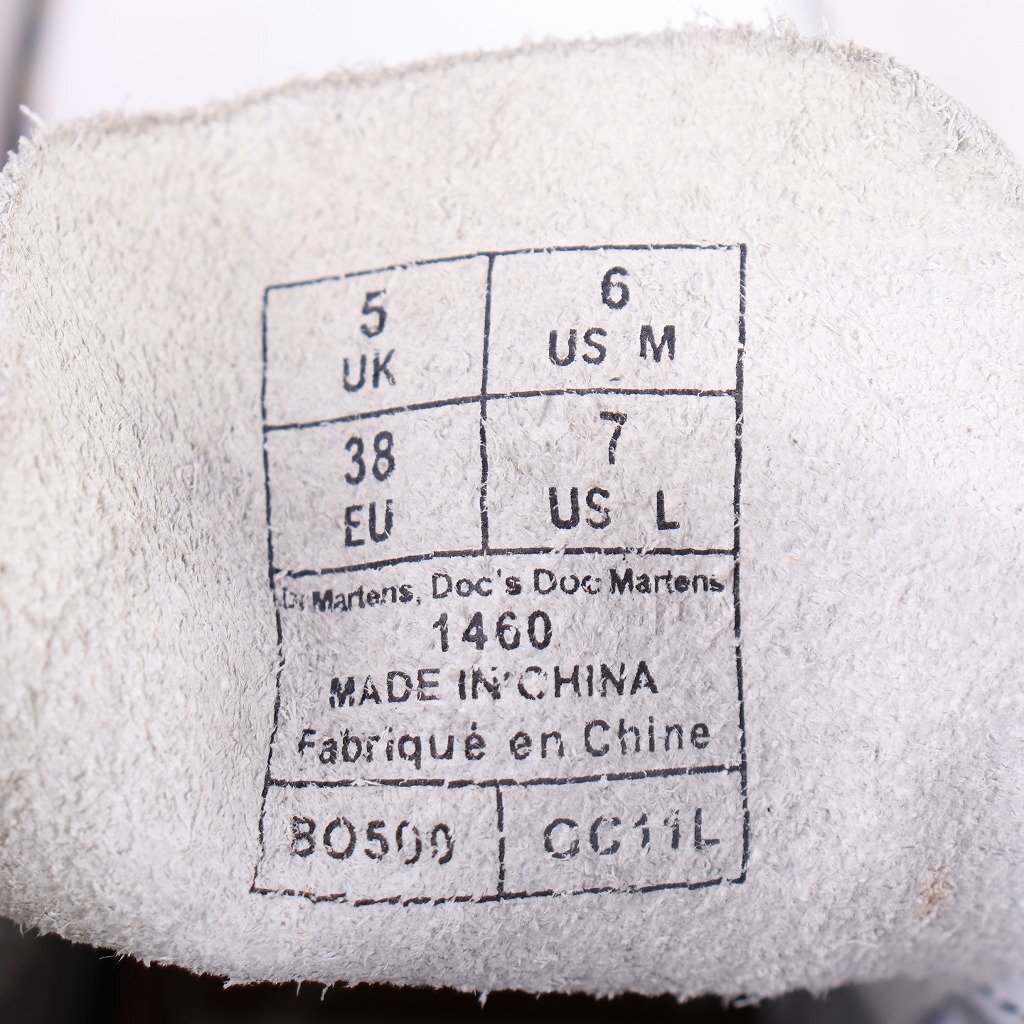 5
UK
6
US M
38
EU
7
US L
Dr Martens, Doc's Doc Martens
1460
MADE IN CHINA
Fabriqué en Chine
BO500
CC11L